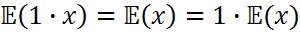 𝔼(1 · 𝑥) = 𝔼(𝑥) = 1 · 𝔼(𝑥)